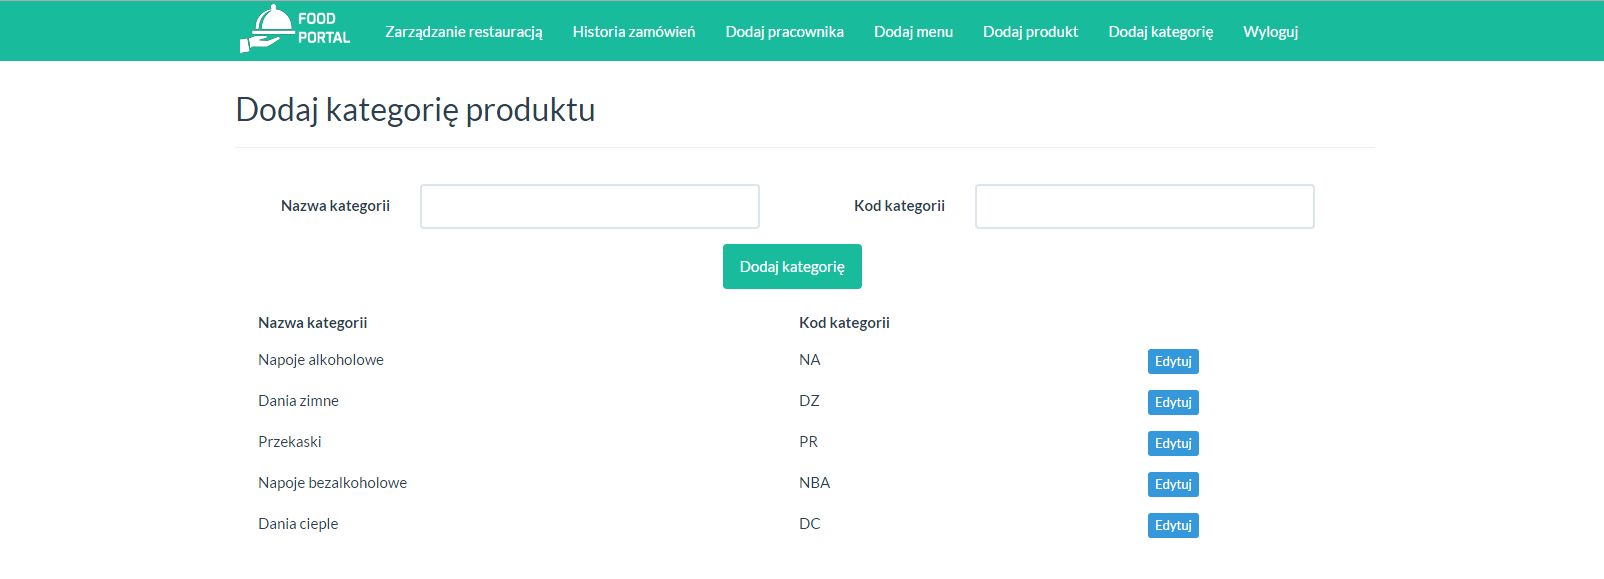 FOOD
PORTAL
Zarządzanie restauracją Historia zamówień Dodaj pracownika Dodaj menu Dodaj produkt Dodaj kategorię Wyloguj
Dodaj kategorię produktu
Nazwa kategorii Kod kategorii
Dodaj kategorię
Nazwa kategorii Kod kategorii
Napoje alkoholowe NA Edytuj
Dania zimne DZ Edytuj
Przekaski PR Edytuj
Napoje bezalkoholowe NBA Edytuj
Dania cieple DC Edytuj